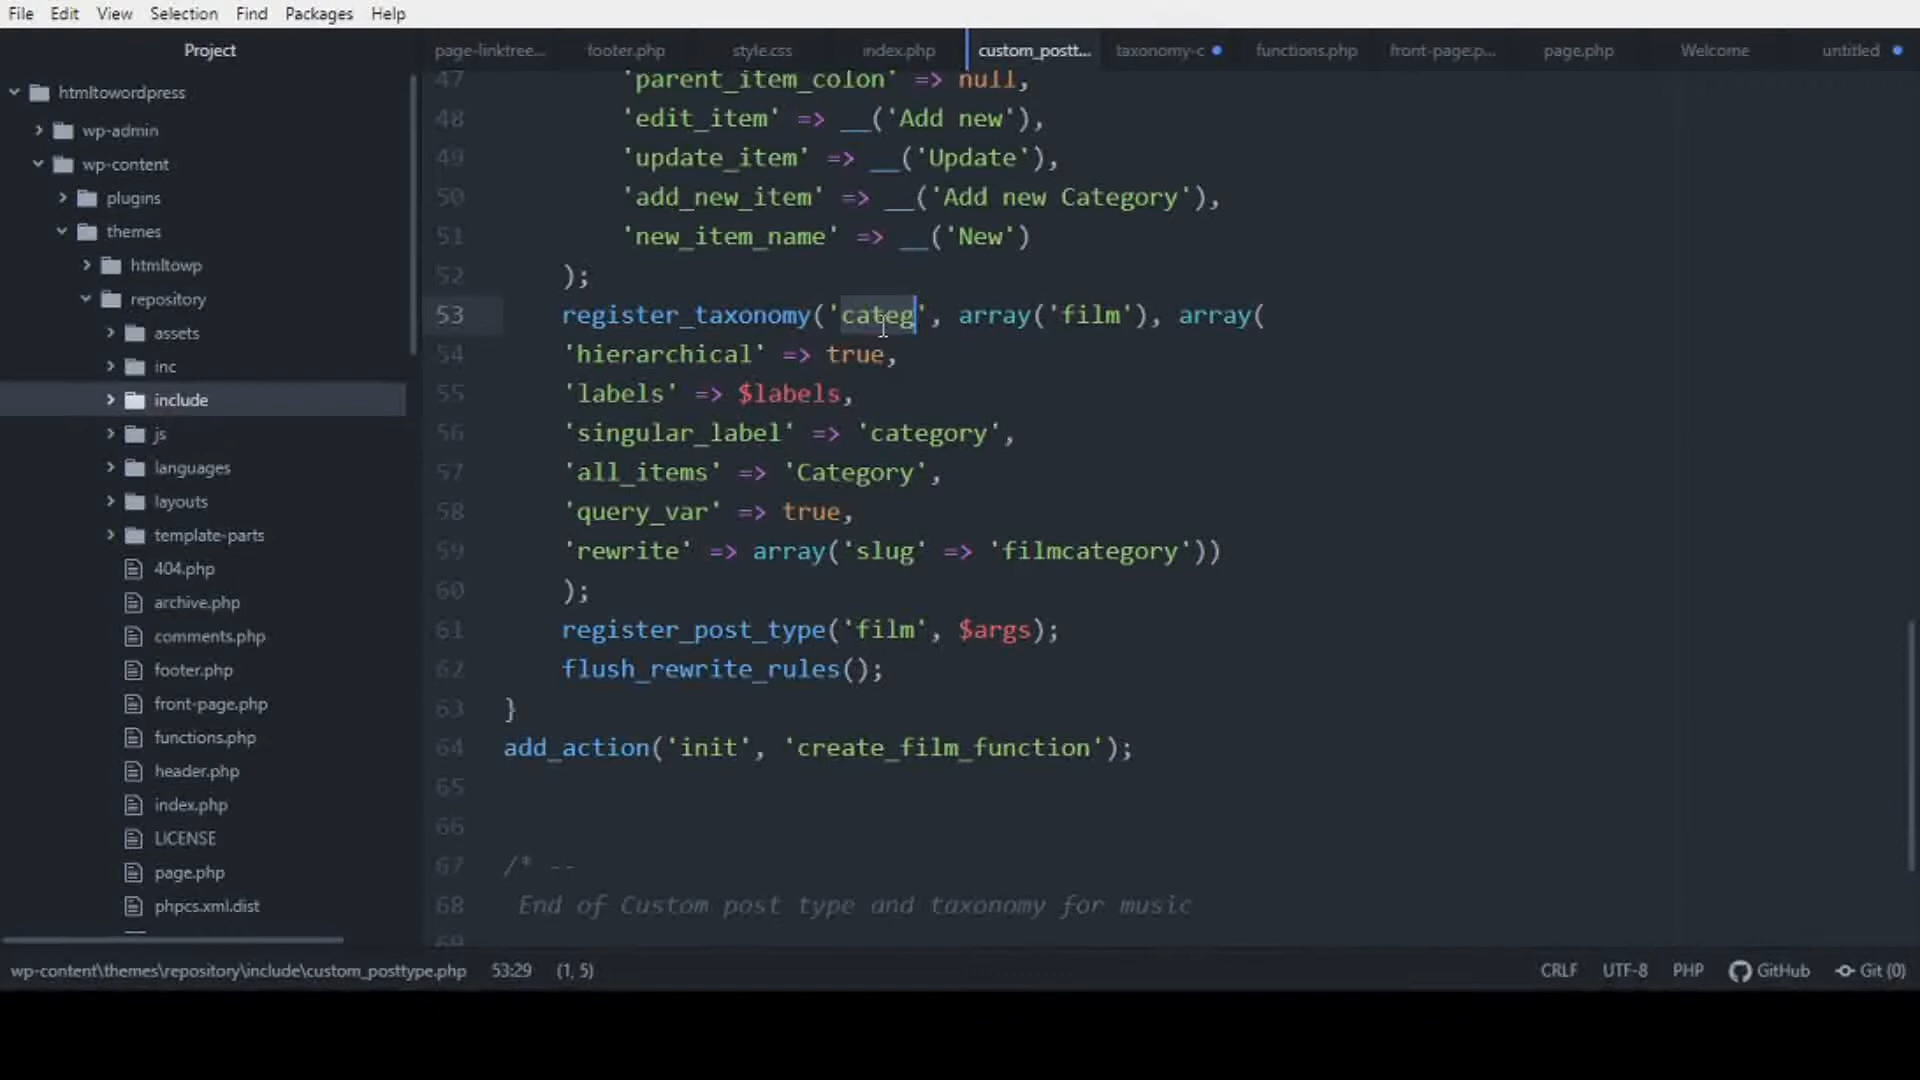 File Edit View Selection Find Packages Help
Project
page-linktree... footer.php style.css index.php custom_postt... taxonomy-c functions.php front-page.p... page.php Welcome untitled
htmltowordpress
wp-admin
wp-content
plugins
themes
htmltowp
repository
assets
inc
include
js
languages
layouts
template-parts
404.php
archive.php
comments.php
footer.php
front-page.php
functions.php
header.php
index.php
LICENSE
page.php
phpcs.xml.dist
47 'parent_item_colon' => null,
48 'edit_item' => __('Add new'),
49 'update_item' => __('Update'),
50 'add_new_item' => __('Add new Category'),
51 'new_item_name' => __('New')
52 );
53 register_taxonomy('categ', array('film'), array(
54 'hierarchical' => true,
55 'labels' => $labels,
56 'singular_label' => 'category',
57 'all_items' => 'Category',
58 'query_var' => true,
59 'rewrite' => array('slug' => 'filmcategory'))
60 );
61 register_post_type('film', $args);
62 flush_rewrite_rules();
63 }
64 add_action('init', 'create_film_function');
65
66
67 /* --
68 End of Custom post type and taxonomy for music
69
wp-content\themes\repository\include\custom_posttype.php 53:29 (1, 5) CRLF UTF-8 PHP GitHub Git (0)